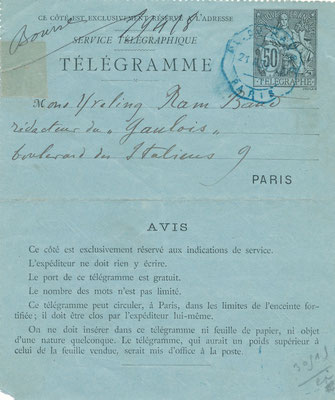 CE CÔTÉ EST EXCLUSIVEMENT RÉSERVÉ A L'ADRESSE
SERVICE TÉLÉGRAPHIQUE
TÉLÉGRAMME
50
TÉLÉGRAPHE
21
PARIS
Monsr Yveling Ram Baud
rédacteur du "Gaulois"
boulevard des Italiens 9
PARIS
AVIS
Ce côté est exclusivement réservé aux indications de service.
L'expéditeur ne doit rien y écrire.
Le port de ce télégramme est gratuit.
Le nombre des mots n'est pas limité.
Ce télégramme peut circuler, à Paris, dans les limites de l'enceinte for-
tifiée; il doit être clos par l'expéditeur lui-même.
On ne doit insérer dans ce télégramme ni feuille de papier, ni objet
d'une nature quelconque. Le télégramme, qui aurait un poids supérieur à
celui de la feuille vendue, serait mis d'office à la poste.